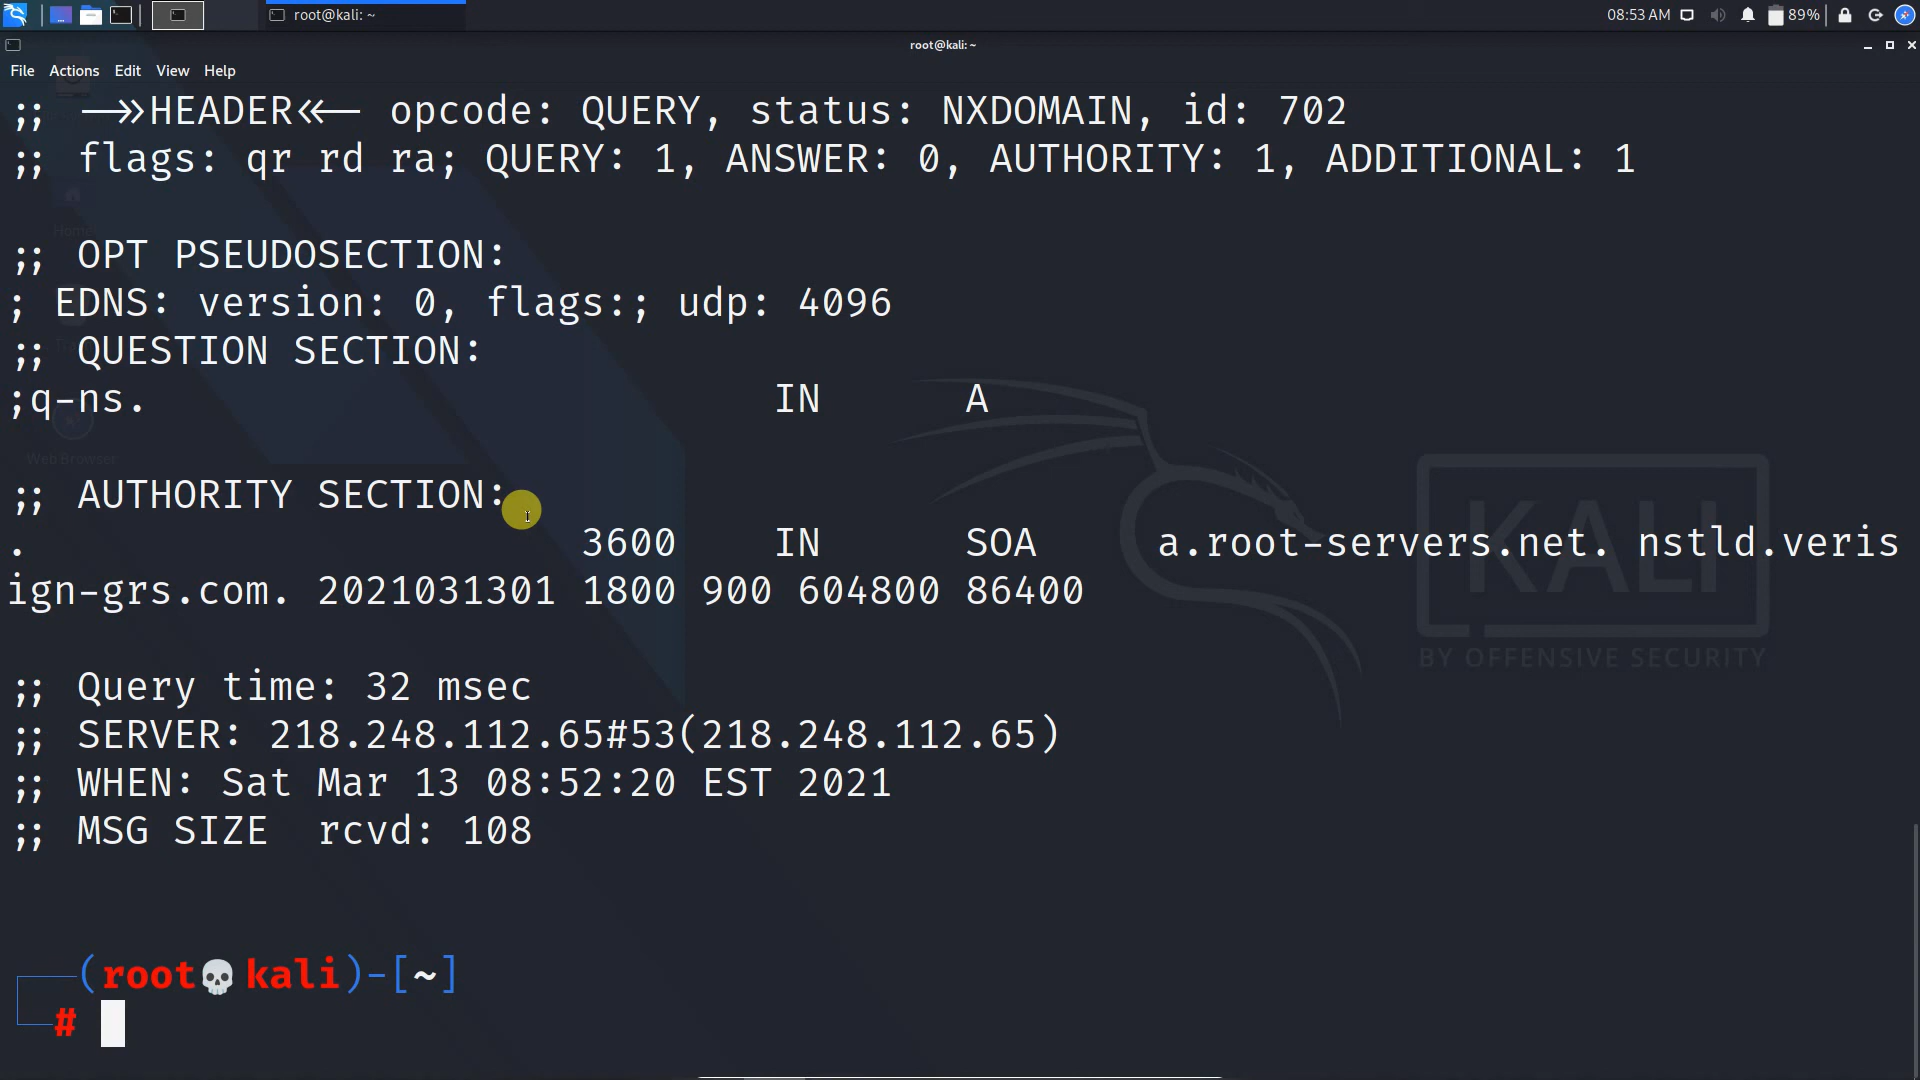 root@kali: ~
08:53 AM
89%
root@kali: ~
File Actions Edit View Help
;; ->>HEADER<<- opcode: QUERY, status: NXDOMAIN, id: 702
;; flags: qr rd ra; QUERY: 1, ANSWER: 0, AUTHORITY: 1, ADDITIONAL: 1
Home
;; OPT PSEUDOSECTION:
; EDNS: version: 0, flags:; udp: 4096
;; QUESTION SECTION:
;q-ns. IN A
Web Browser
;; AUTHORITY SECTION:
. 3600 IN SOA a.root-servers.net. nstld.veris
ign-grs.com. 2021031301 1800 900 604800 86400
KALI
BY OFFENSIVE SECURITY
;; Query time: 32 msec
;; SERVER: 218.248.112.65#53(218.248.112.65)
;; WHEN: Sat Mar 13 08:52:20 EST 2021
;; MSG SIZE rcvd: 108
(root💀kali)-[~]
#